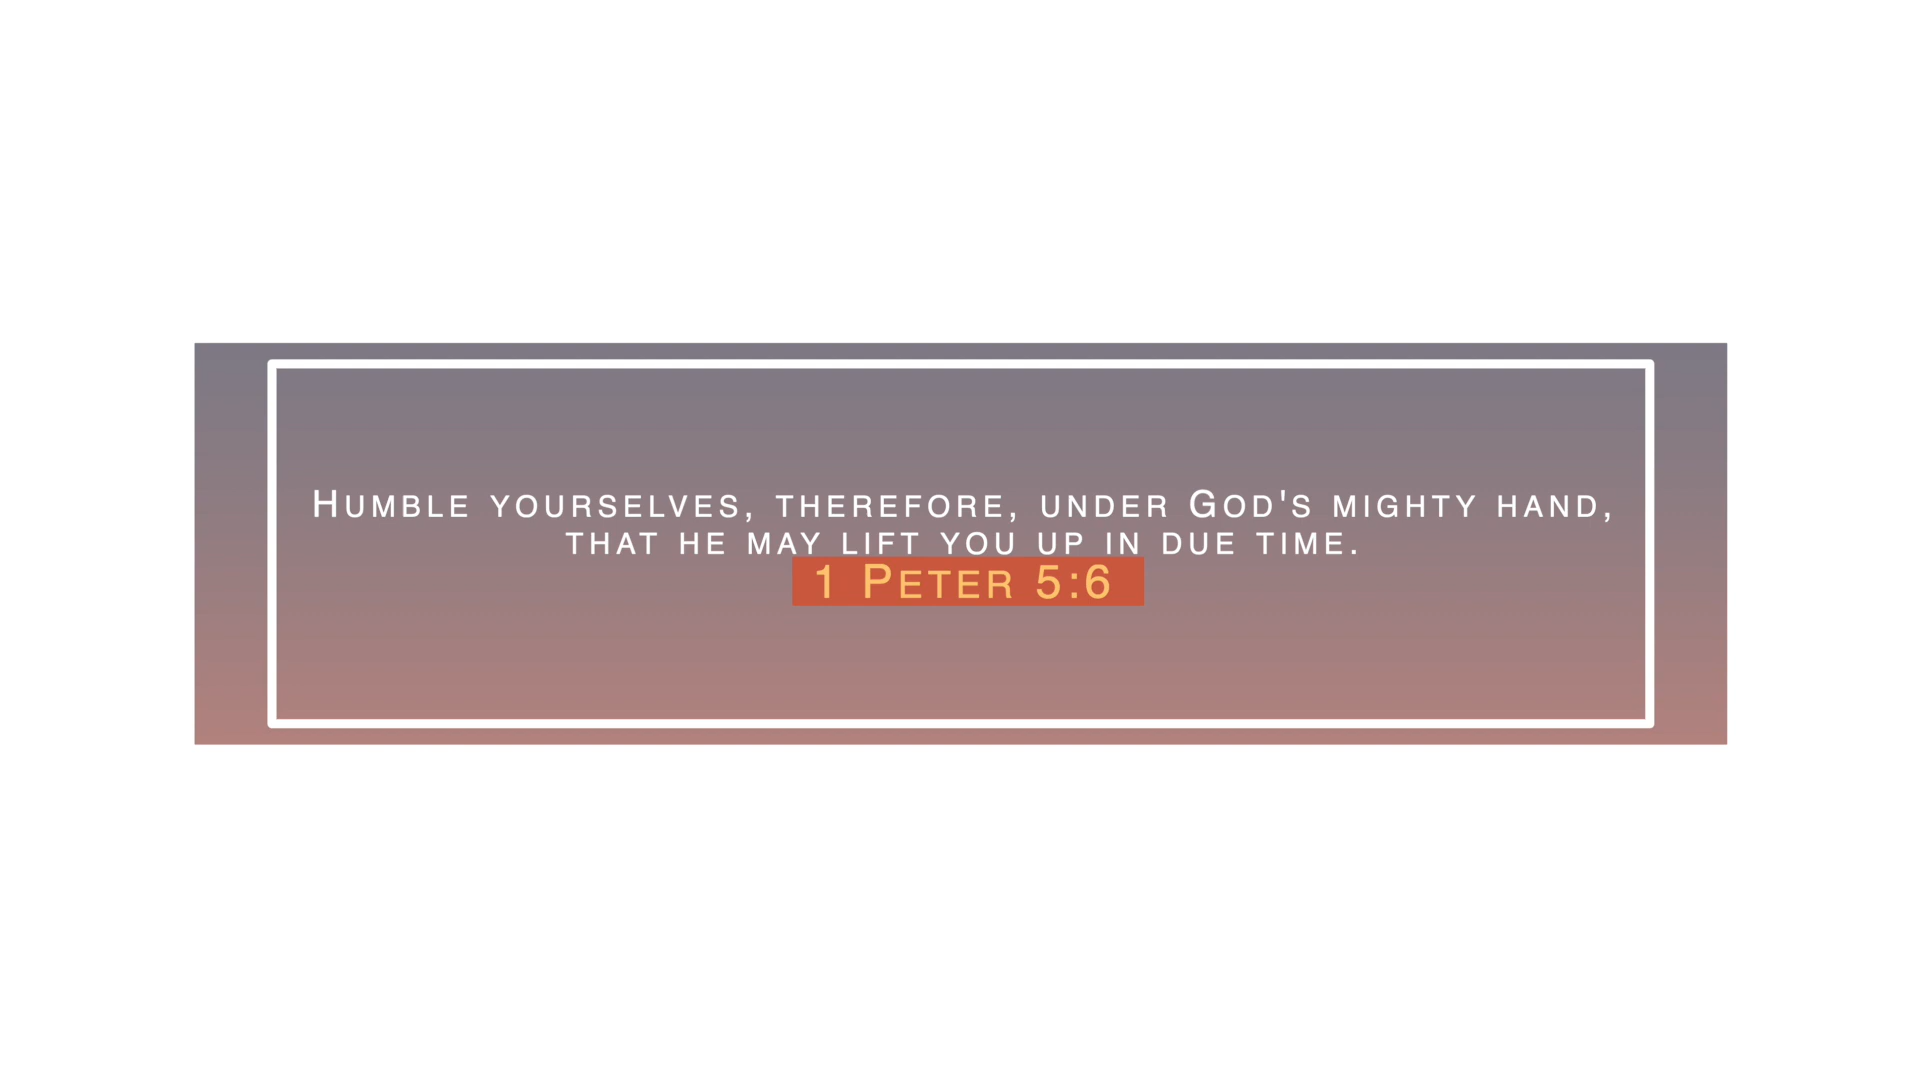 Humble yourselves, therefore, under God's mighty hand,
that he may lift you up in due time.
1 Peter 5:6